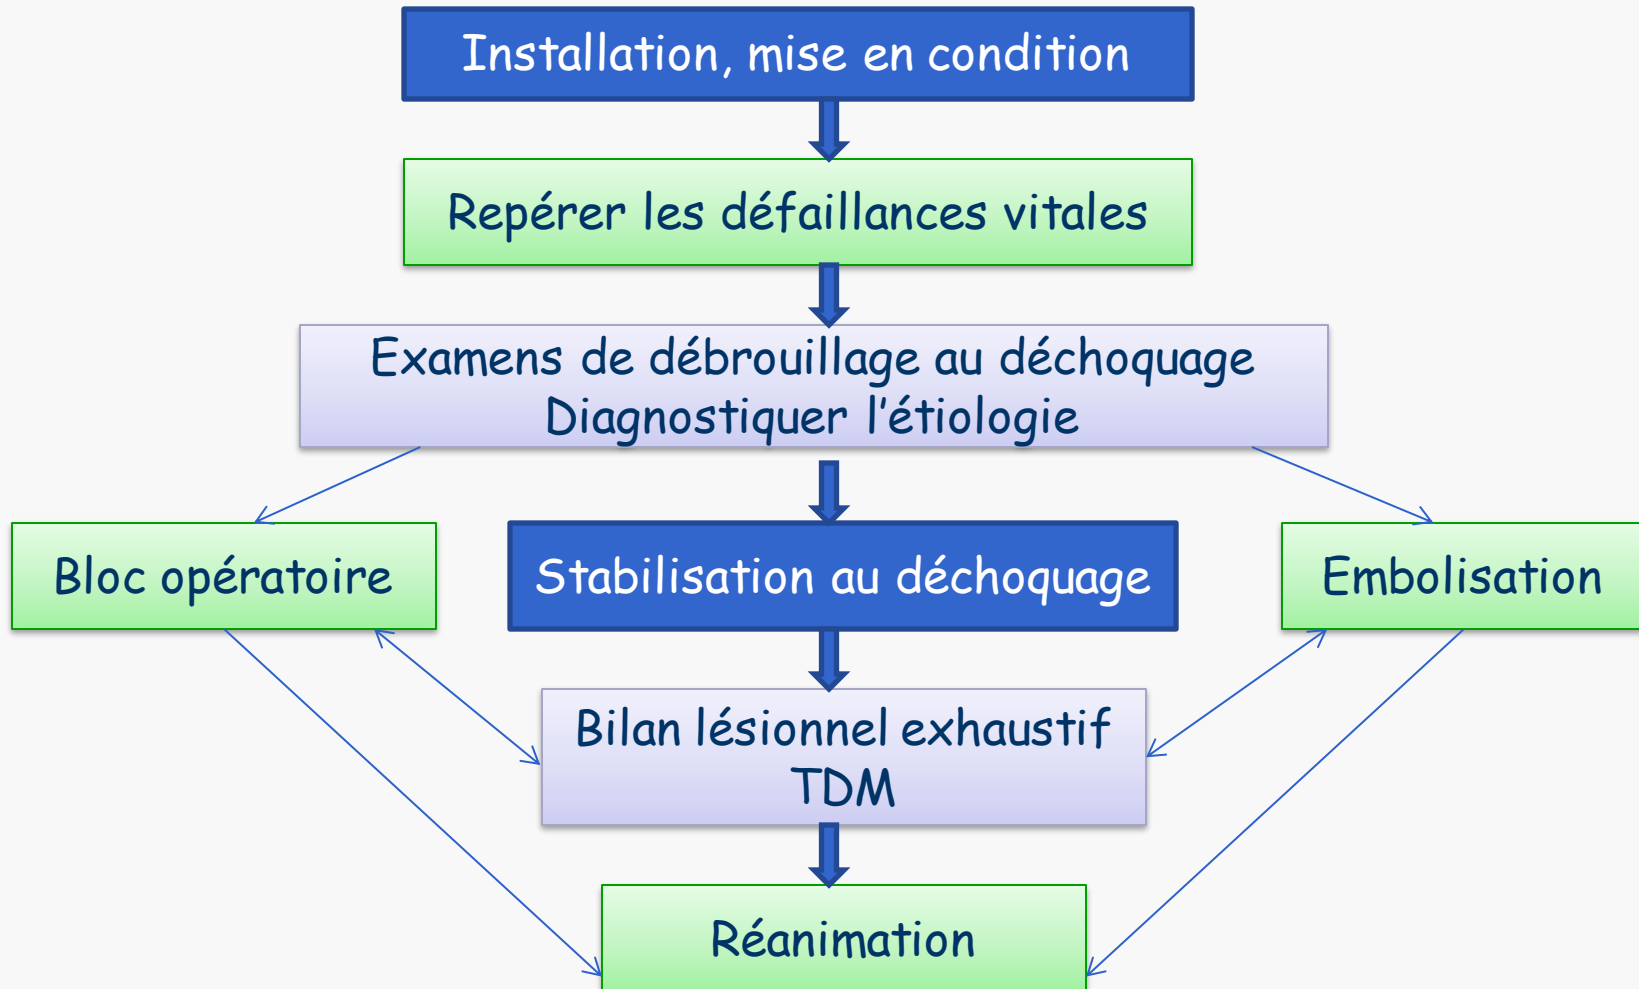 Installation, mise en condition
Repérer les défaillances vitales
Examens de débrouillage au déchoquage
Diagnostiquer l'étiologie
Bloc opératoire
Stabilisation au déchoquage
Embolisation
Bilan lésionnel exhaustif
TDM
Réanimation